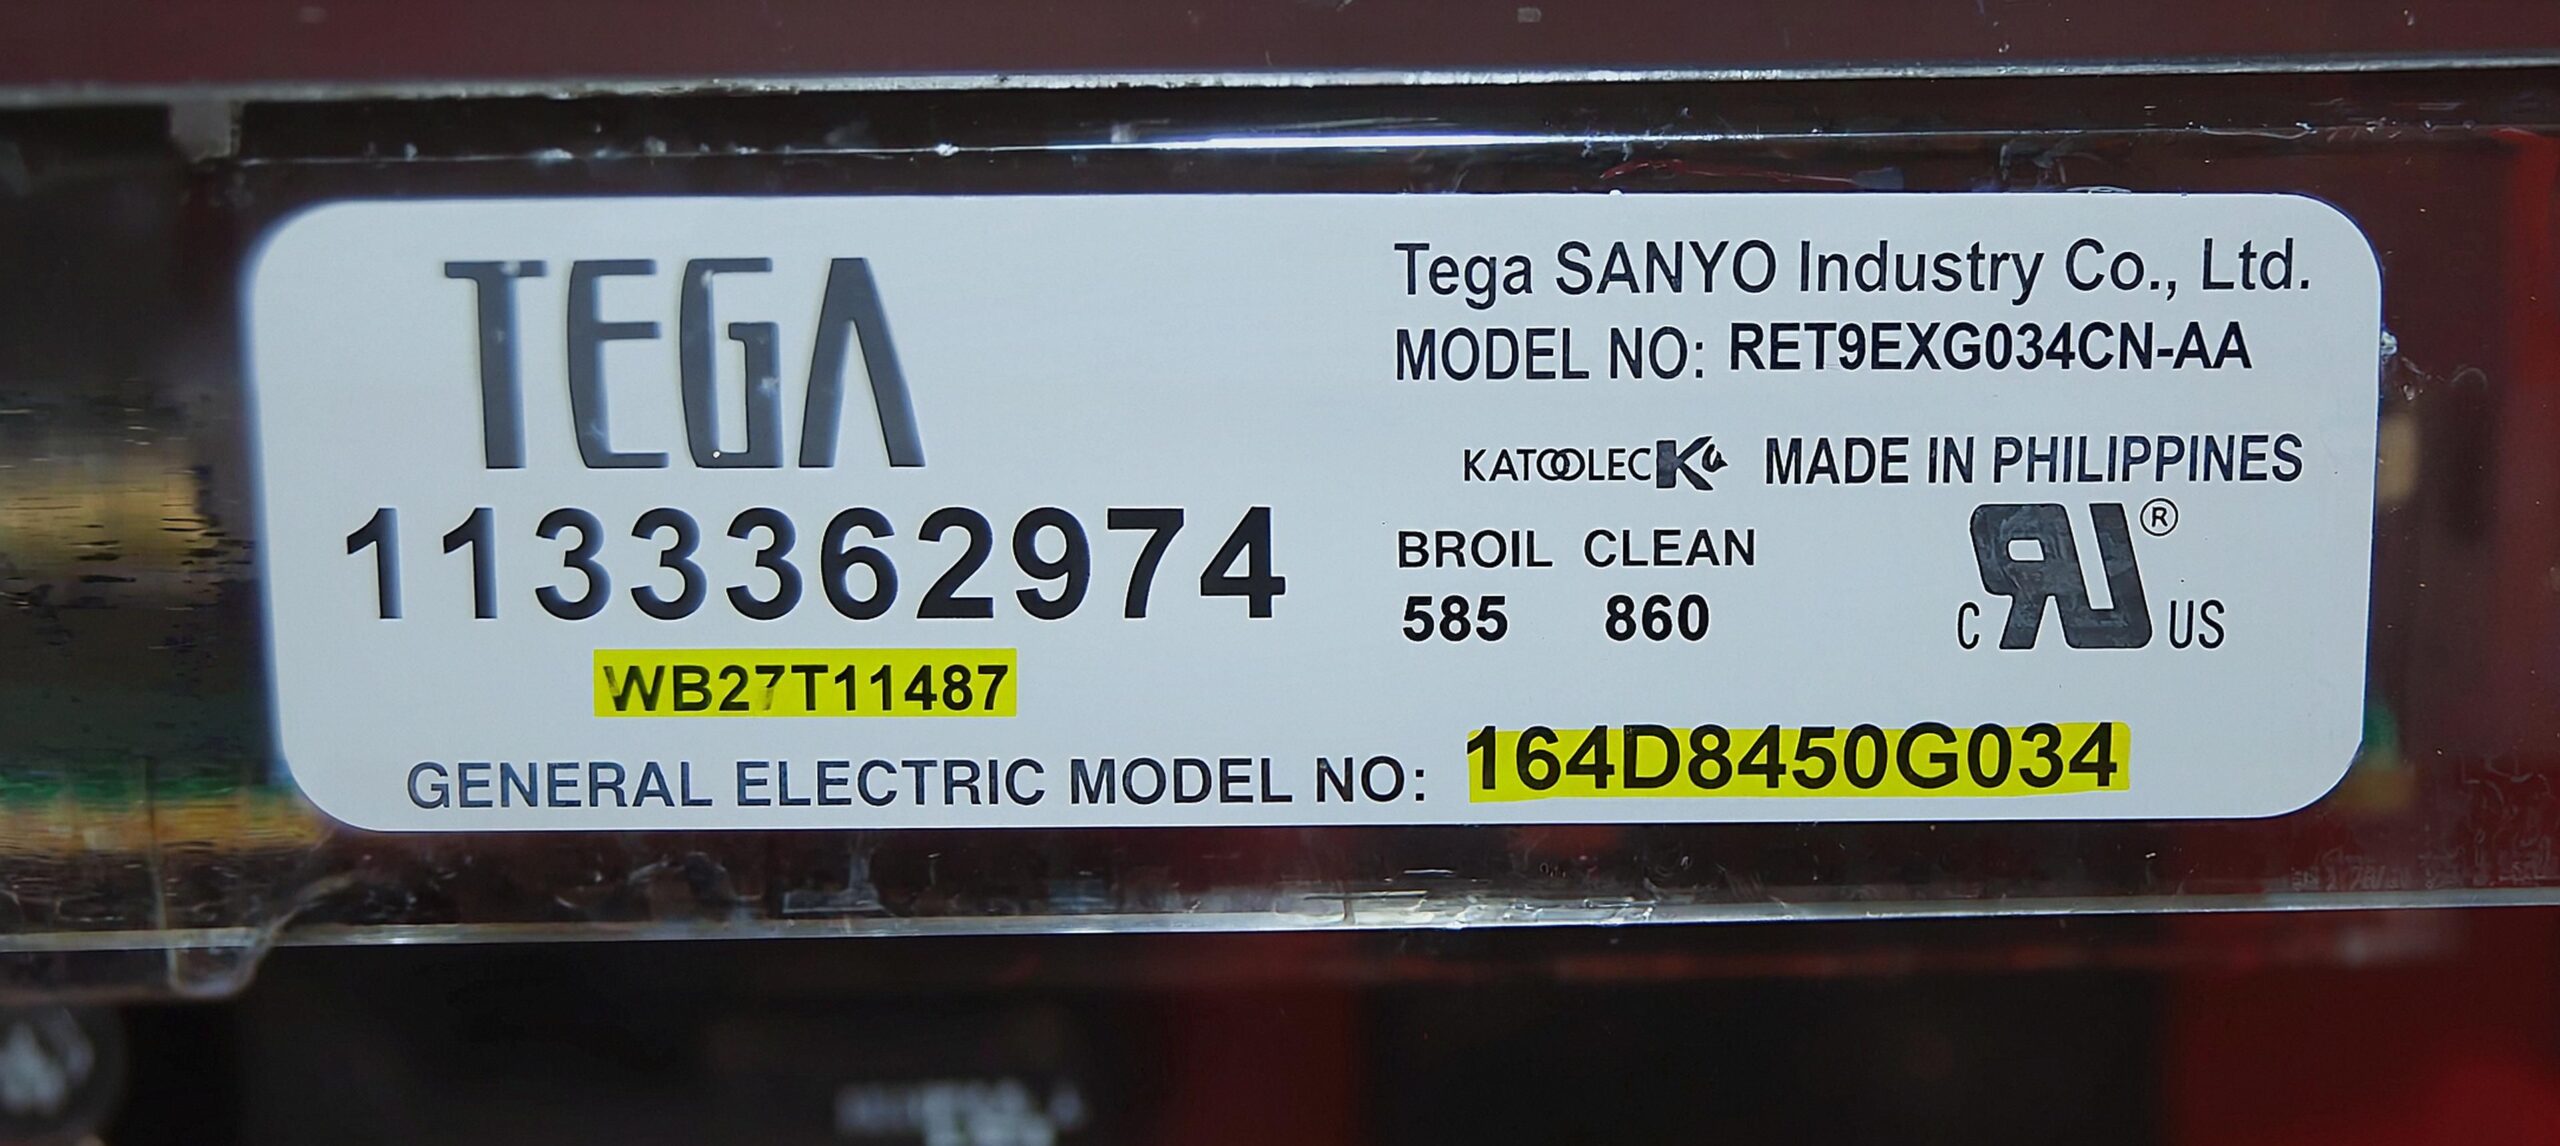 TEGA
1133362974
WB27T11487
Tega SANYO Industry Co., Ltd.
MODEL NO: RET9EXG034CN-AA
KATOOLEC MADE IN PHILIPPINES
BROIL CLEAN
585 860
C RU ® US
GENERAL ELECTRIC MODEL NO: 164D8450G034